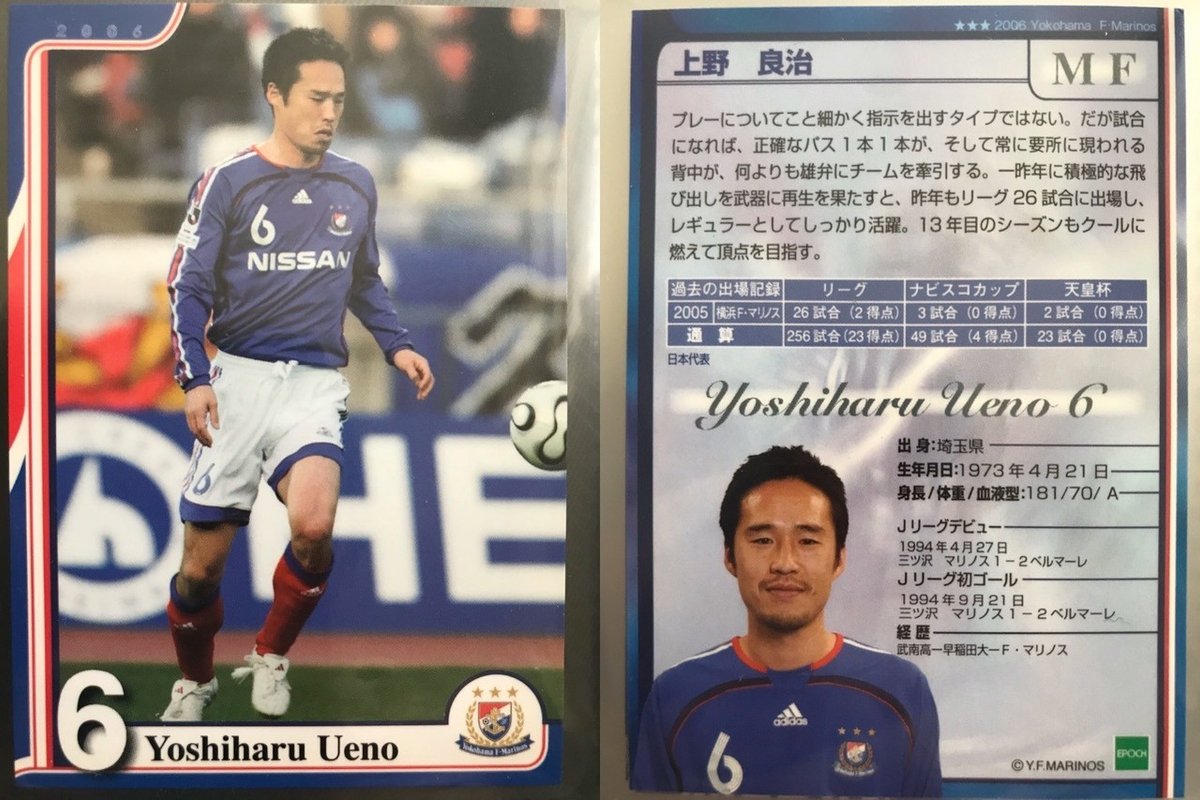 2006
6
NISSAN
adidas
6
HE
6
Yoshiharu Ueno
Yokohama F·Marinos
★★★ 2006 Yokohama F·Marinos
上野 良治
MF
プレーについてこと細かく指示を出すタイプではない。だが試合
になれば、正確なパス1本1本が、そして常に要所に現われる
背中が、何よりも雄弁にチームを牽引する。一昨年に積極的な飛
び出しを武器に再生を果たすと、昨年もリーグ26試合に出場し、
レギュラーとしてしっかり活躍。13年目のシーズンもクールに
燃えて頂点を目指す。
過去の出場記録 リーグ ナビスコカップ 天皇杯
2005 横浜F・マリノス 26試合(2得点) 3試合(0得点) 2試合(0得点)
通算 256試合(23得点) 49試合(4得点) 23試合(0得点)
日本代表
Yoshiharu Ueno 6
出身:埼玉県
生年月日:1973年4月21日
身長/体重/血液型:181/70/A
Jリーグデビュー
1994年4月27日
三ツ沢 マリノス1−2ベルマーレ
Jリーグ初ゴール
1994年9月21日
三ツ沢 マリノス1−2ベルマーレ
経歴
武南高ー早稲田大ーF・マリノス
adidas
6
©Y.F.MARINOS
EPOCH